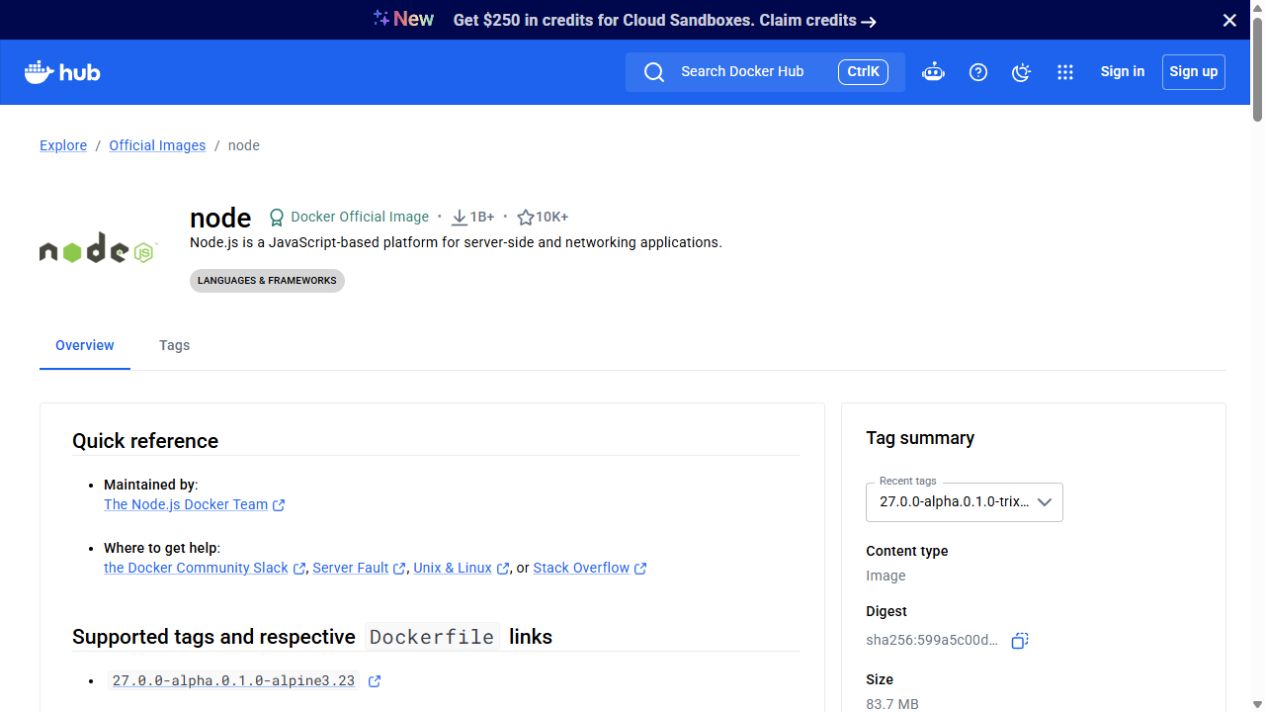 New Get $250 in credits for Cloud Sandboxes. Claim credits →
hub Search Docker Hub CtrlK Sign in Sign up
Explore / Official Images / node
node Docker Official Image · 1B+ · 10K+
Node.js is a JavaScript-based platform for server-side and networking applications.
LANGUAGES & FRAMEWORKS
node JS
Overview Tags
Quick reference
• Maintained by:
The Node.js Docker Team
• Where to get help:
the Docker Community Slack, Server Fault, Unix & Linux, or Stack Overflow
Supported tags and respective Dockerfile links
• 27.0.0-alpha.0.1.0-alpine3.23
Tag summary
Recent tags
27.0.0-alpha.0.1.0-trix...
Content type
Image
Digest
sha256:599a5c00d...
Size
83.7 MB